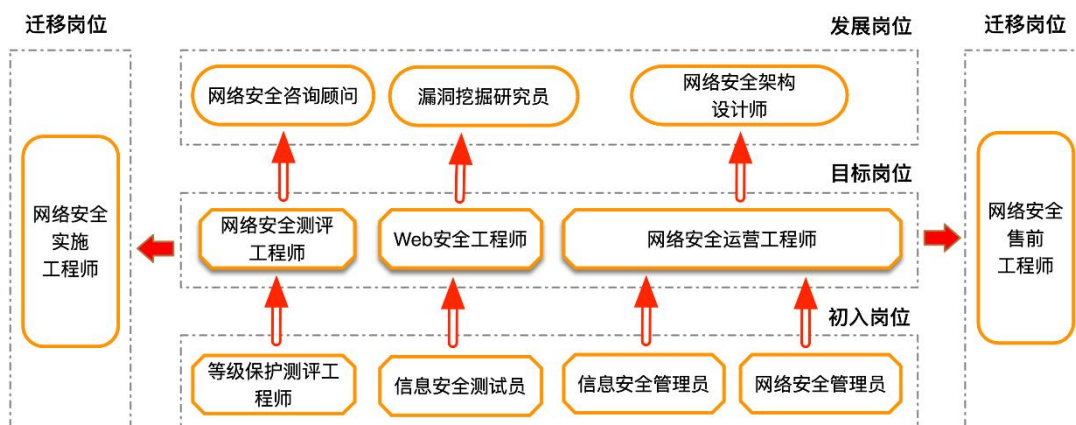 迁移岗位
发展岗位
迁移岗位
网络安全咨询顾问
漏洞挖掘研究员
网络安全架构
设计师
目标岗位
网络安全
实施
工程师
网络安全测评
工程师
Web安全工程师
网络安全运营工程师
网络安全
售前
工程师
初入岗位
等级保护测评工
程师
信息安全测试员
信息安全管理员
网络安全管理员